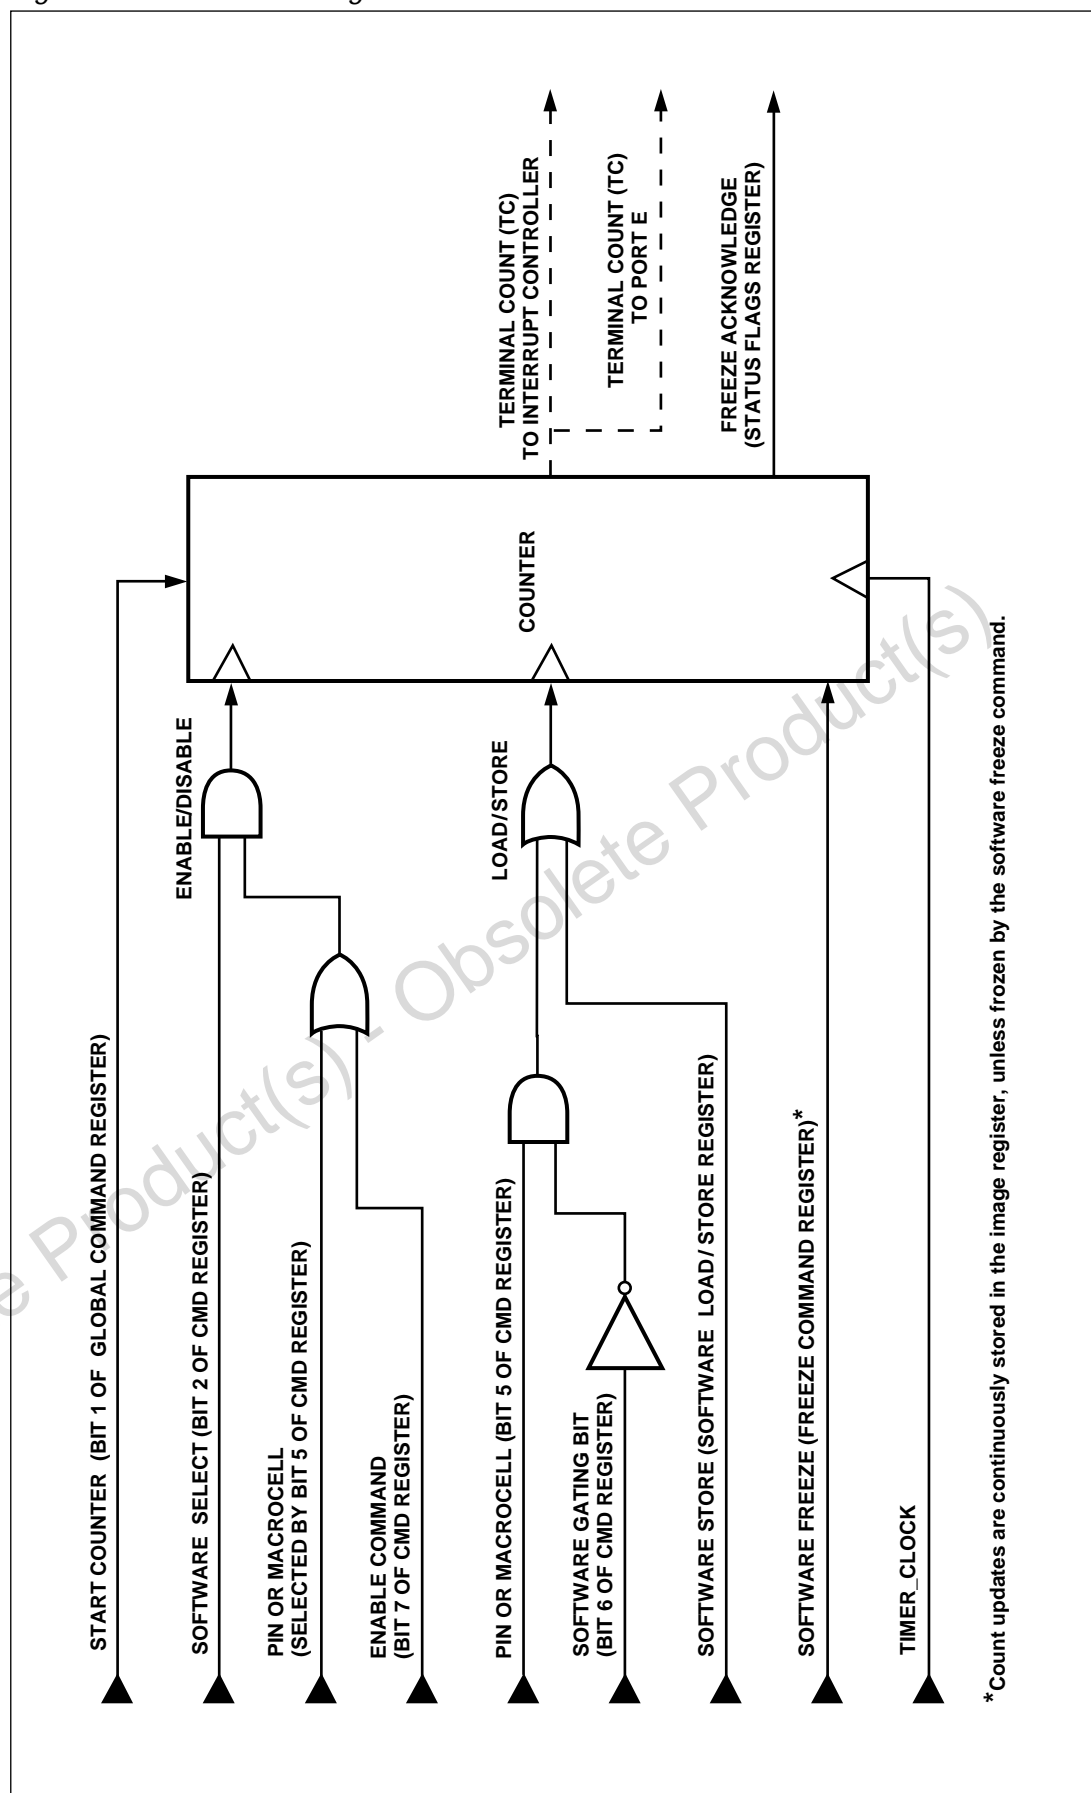 START COUNTER (BIT 1 OF GLOBAL COMMAND REGISTER)
SOFTWARE SELECT (BIT 2 OF CMD REGISTER)
PIN OR MACROCELL
(SELECTED BY BIT 5 OF CMD REGISTER)
ENABLE COMMAND
(BIT 7 OF CMD REGISTER)
PIN OR MACROCELL (BIT 5 OF CMD REGISTER)
SOFTWARE GATING BIT
(BIT 6 OF CMD REGISTER)
SOFTWARE STORE (SOFTWARE LOAD/ STORE REGISTER)
SOFTWARE FREEZE (FREEZE COMMAND REGISTER)*
TIMER_CLOCK
ENABLE/DISABLE
LOAD/STORE
COUNTER
TERMINAL COUNT (TC)
TO INTERRUPT CONTROLLER
TERMINAL COUNT (TC)
TO PORT E
FREEZE ACKNOWLEDGE
(STATUS FLAGS REGISTER)
*Count updates are continuously stored in the image register, unless frozen by the software freeze command.
e Product(s) - Obsolete Product(s)